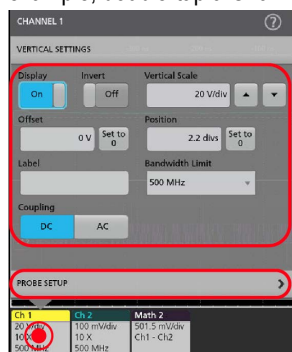 CHANNEL 1 ?
VERTICAL SETTINGS
Display Invert Vertical Scale
On Off 20 V/div
Offset Position
0 V Set to 0 2.2 divs Set to 0
Label Bandwidth Limit
500 MHz
Coupling
DC AC
PROBE SETUP
Ch 1 Ch 2 Math 2
20 V/div 100 mV/div 501.5 mV/div
10 X Ch1 - Ch2
500 MHz 500 MHz